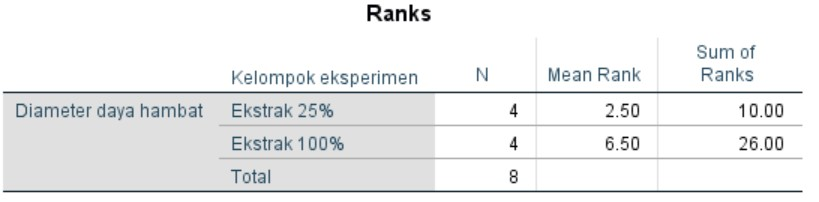 Ranks
Kelompok eksperimen N Mean Rank Sum of Ranks
Diameter daya hambat Ekstrak 25% 4 2.50 10.00
Ekstrak 100% 4 6.50 26.00
Total 8